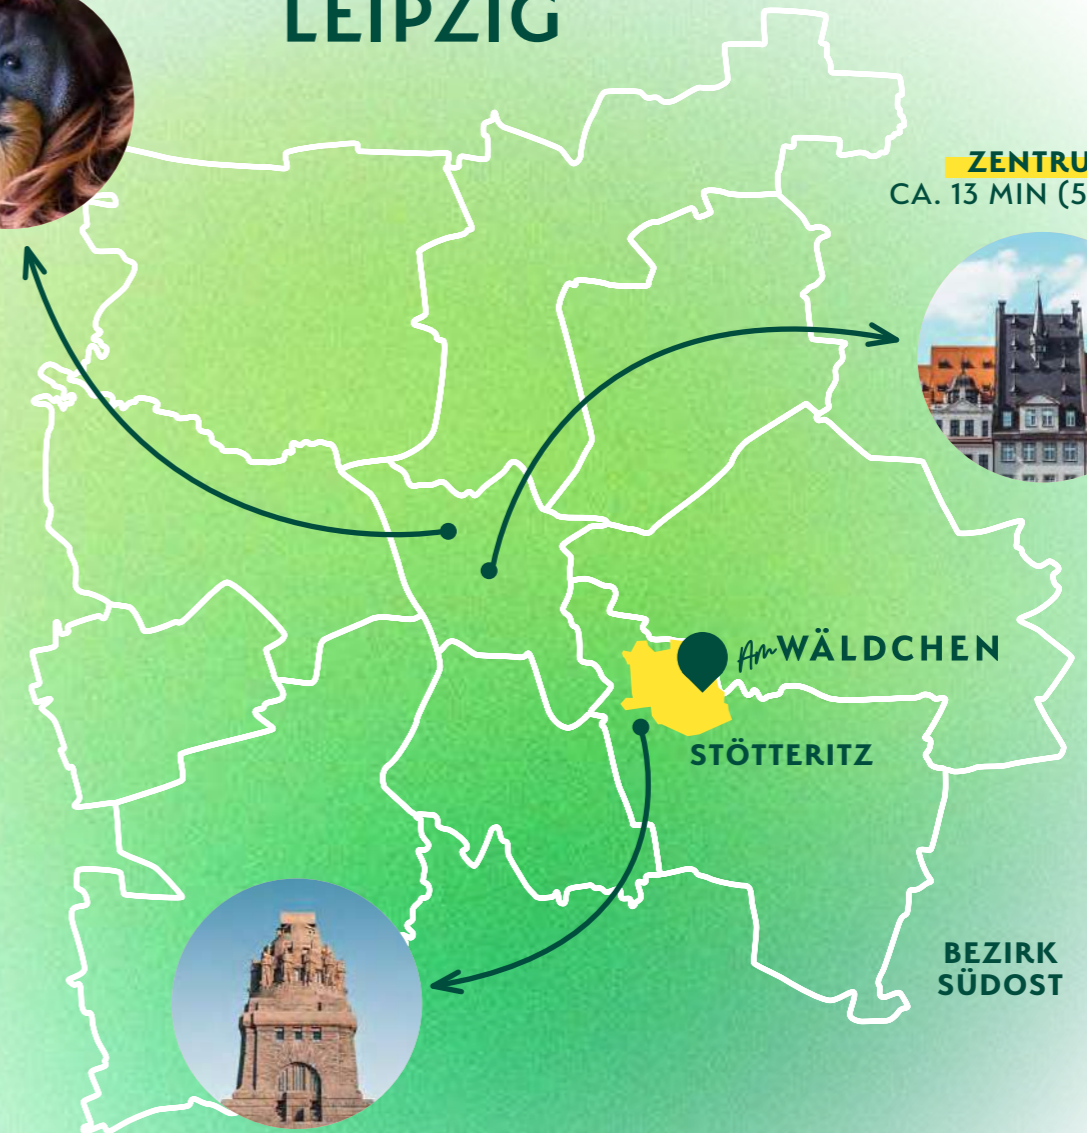 LEIPZIG
ZENTRU
CA. 13 MIN (5
Am WÄLDCHEN
STÖTTERITZ
BEZIRK
SÜDOST